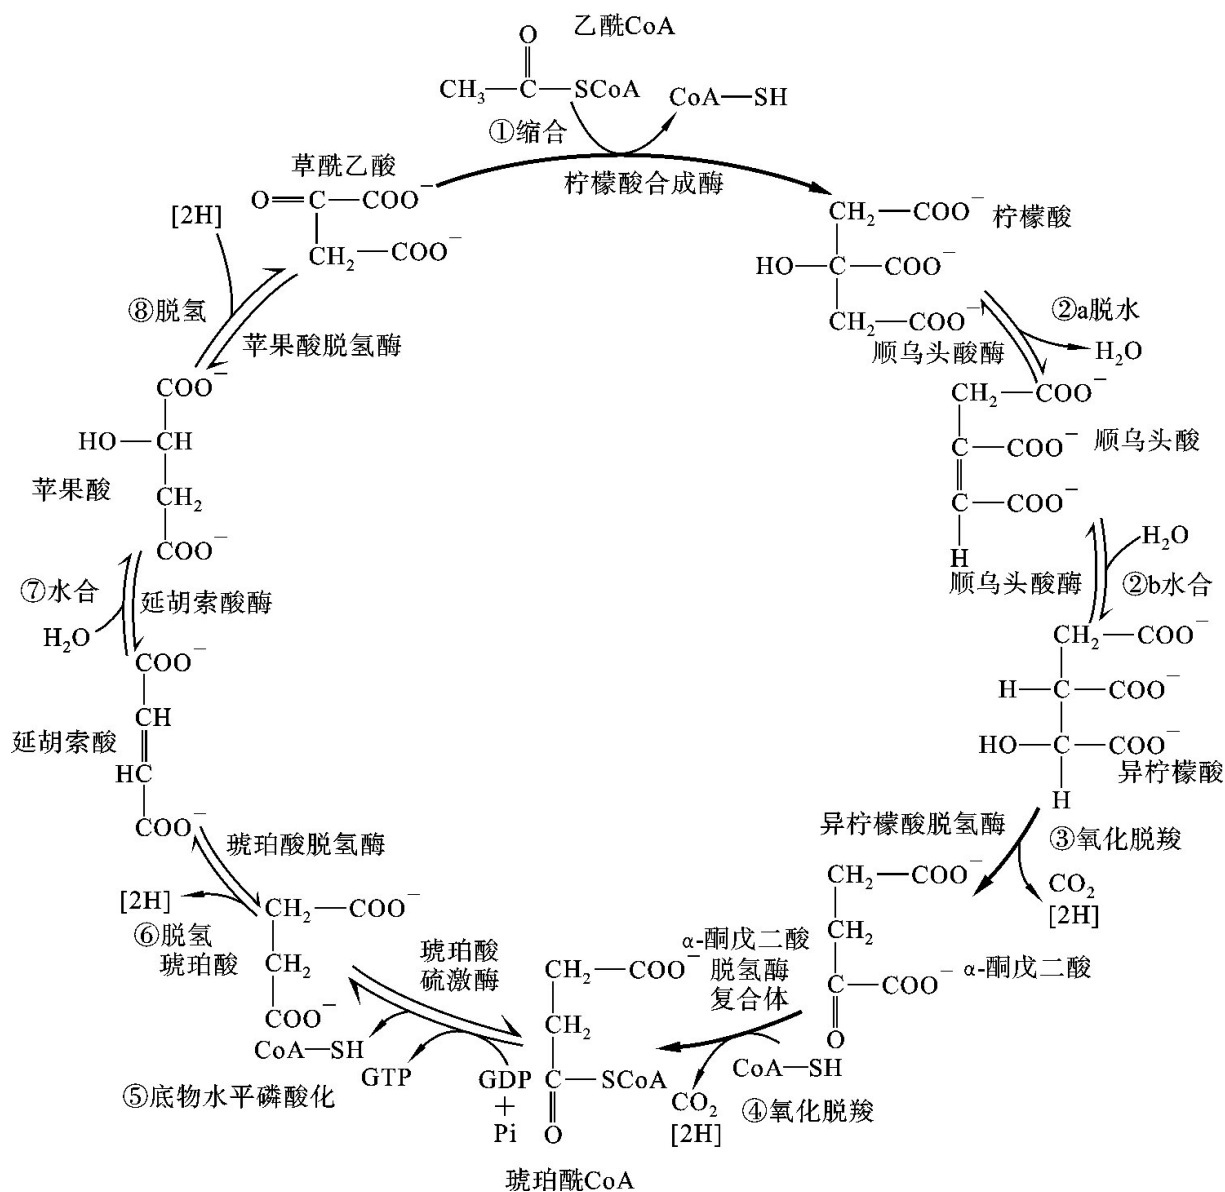 乙酰CoA
O
CH₃—C—SCoA
CoA—SH
①缩合
柠檬酸合成酶
草酰乙酸
O=C—COO⁻
CH₂—COO⁻
[2H]
⑧脱氢
苹果酸脱氢酶
CH₂—COO⁻
柠檬酸
HO—C—COO⁻
CH₂—COO⁻
②a脱水
顺乌头酸酶
H₂O
CH₂—COO⁻
C—COO⁻
顺乌头酸
C—COO⁻
H
H₂O
顺乌头酸酶
②b水合
CH₂—COO⁻
H—C—COO⁻
HO—C—COO⁻
异柠檬酸
H
异柠檬酸脱氢酶
③氧化脱羧
CO₂
[2H]
CH₂—COO⁻
CH₂
C—COO⁻
α-酮戊二酸
O
α-酮戊二酸
脱氢酶
复合体
CoA—SH
CO₂
[2H]
④氧化脱羧
CH₂—COO⁻
CH₂
C—SCoA
O
琥珀酰CoA
琥珀酸
硫激酶
CoA—SH
GTP
GDP
+
Pi
⑤底物水平磷酸化
CH₂—COO⁻
CH₂
COO⁻
琥珀酸
⑥脱氢
[2H]
琥珀酸脱氢酶
COO⁻
CH
HC
COO⁻
延胡索酸
⑦水合
H₂O
延胡索酸酶
COO⁻
HO—CH
CH₂
COO⁻
苹果酸